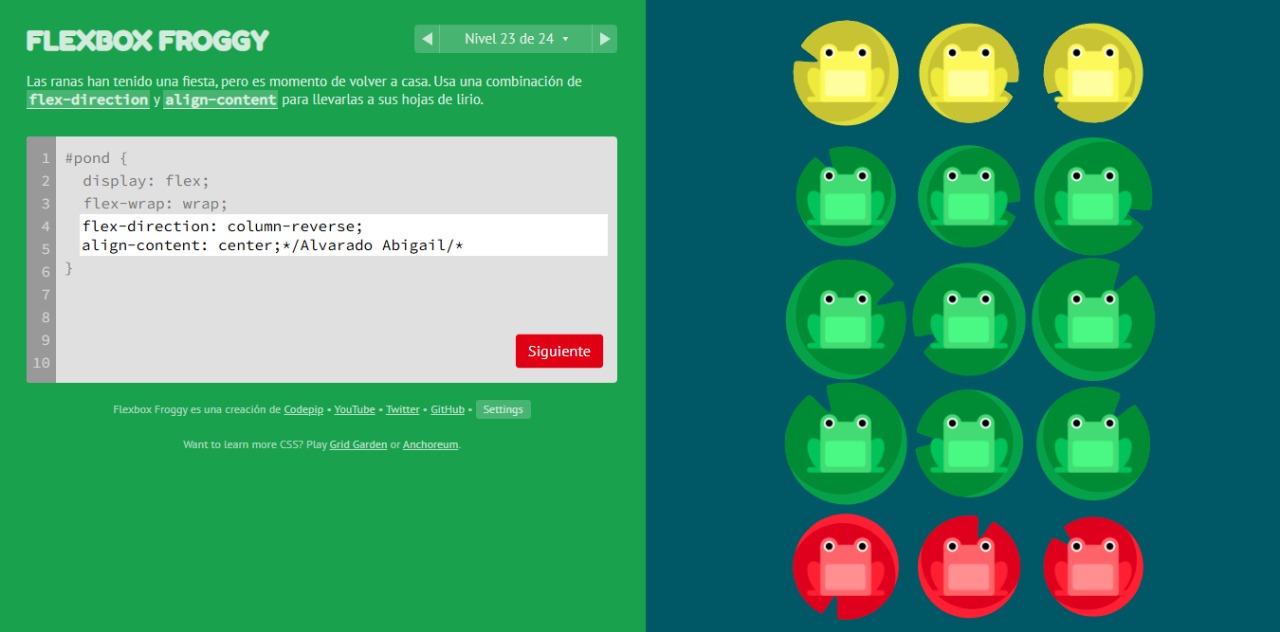 FLEXBOX FROGGY
Nivel 23 de 24
Las ranas han tenido una fiesta, pero es momento de volver a casa. Usa una combinación de
flex-direction y align-content para llevarlas a sus hojas de lirio.
1 #pond {
2 display: flex;
3 flex-wrap: wrap;
4 flex-direction: column-reverse;
5 align-content: center;*/Alvarado Abigail/*
6 }
7
8
9
10
Siguiente
Flexbox Froggy es una creación de Codepip • YouTube • Twitter • GitHub • Settings
Want to learn more CSS? Play Grid Garden or Anchoreum.